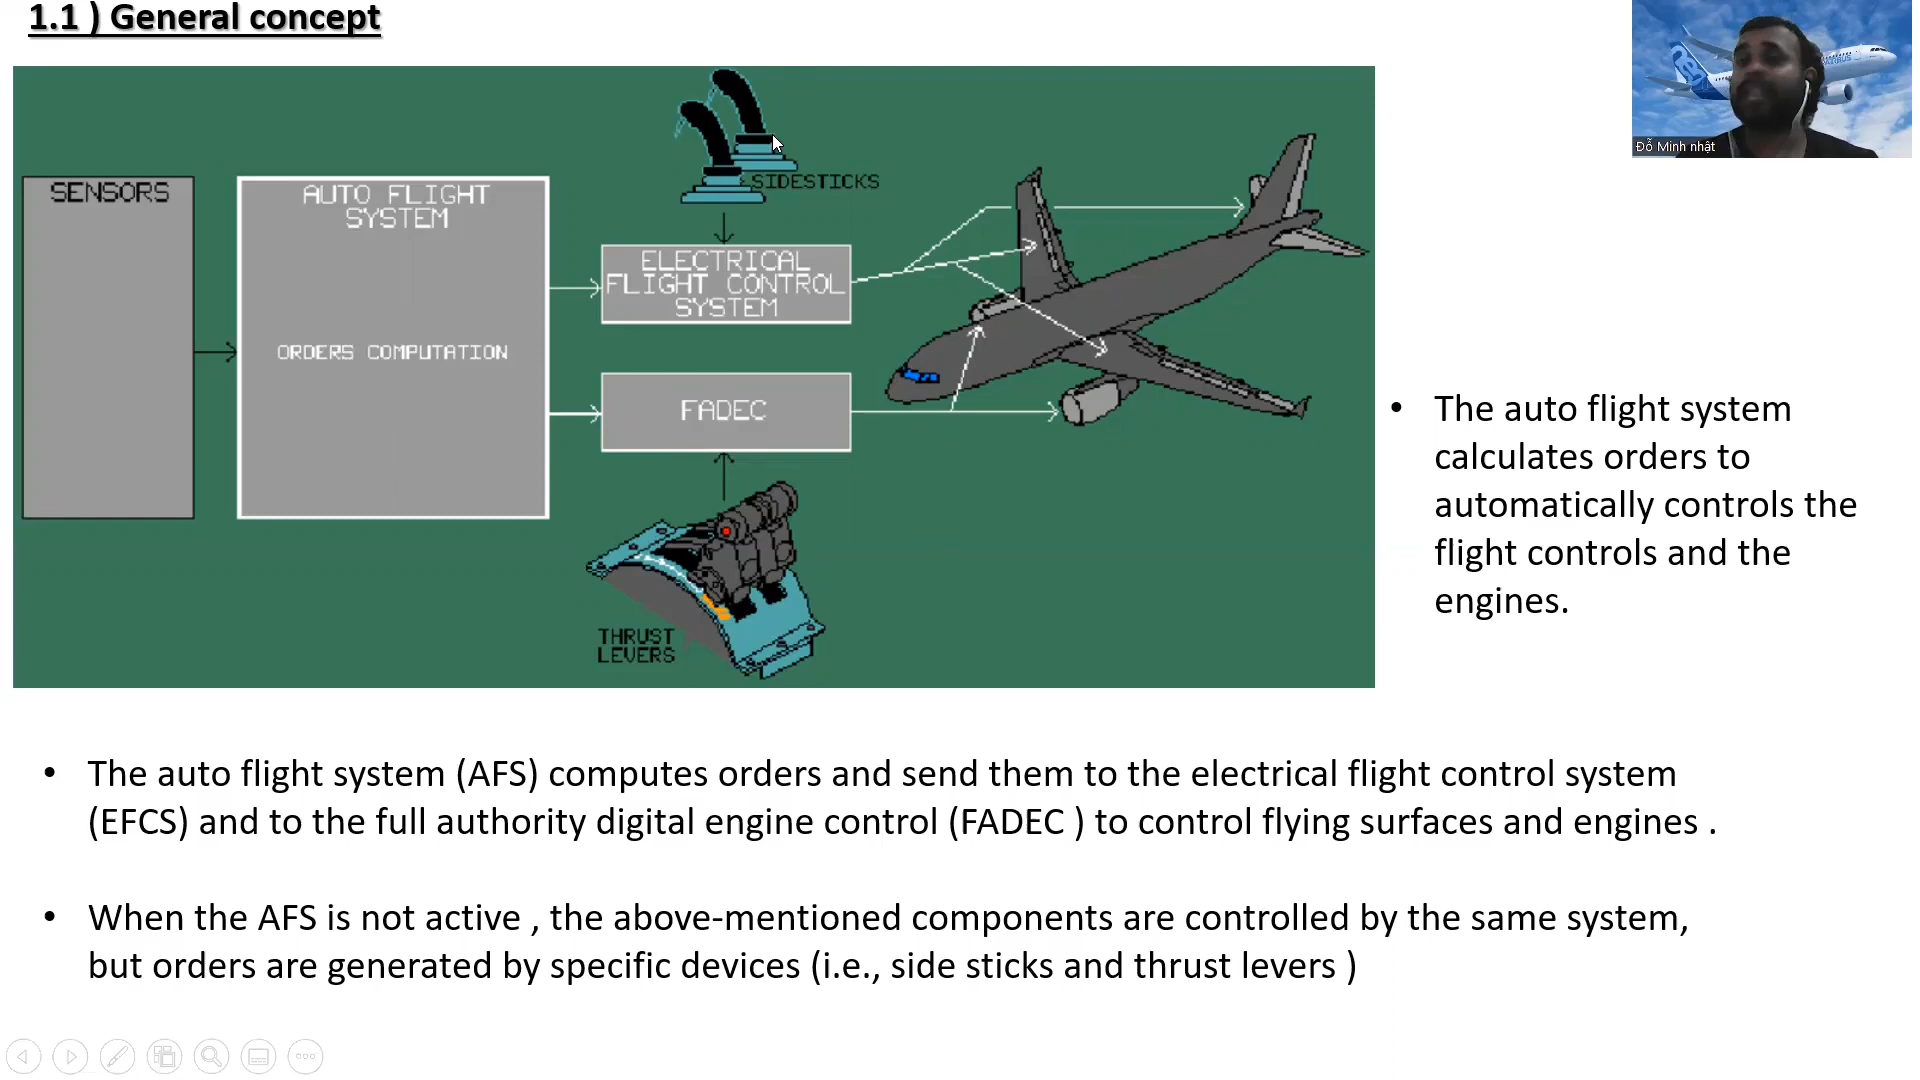 1.1 ) General concept
Đỗ Minh nhật
SENSORS
AUTO FLIGHT
SYSTEM
ORDERS COMPUTATION
SIDESTICKS
ELECTRICAL
FLIGHT CONTROL
SYSTEM
FADEC
THRUST
LEVERS
• The auto flight system
calculates orders to
automatically controls the
flight controls and the
engines.
• The auto flight system (AFS) computes orders and send them to the electrical flight control system
(EFCS) and to the full authority digital engine control (FADEC ) to control flying surfaces and engines .
• When the AFS is not active , the above-mentioned components are controlled by the same system,
but orders are generated by specific devices (i.e., side sticks and thrust levers )